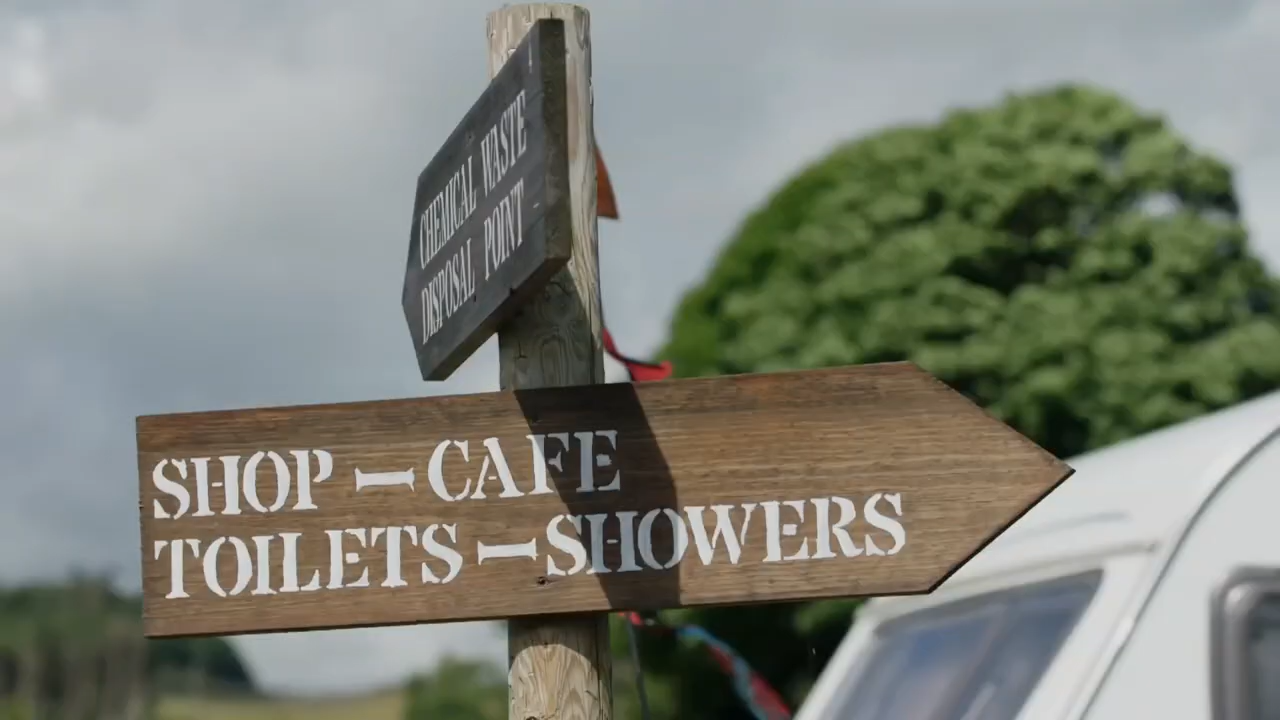 CHEMICAL WASTE
DISPOSAL POINT
SHOP – CAFE
TOILETS – SHOWERS